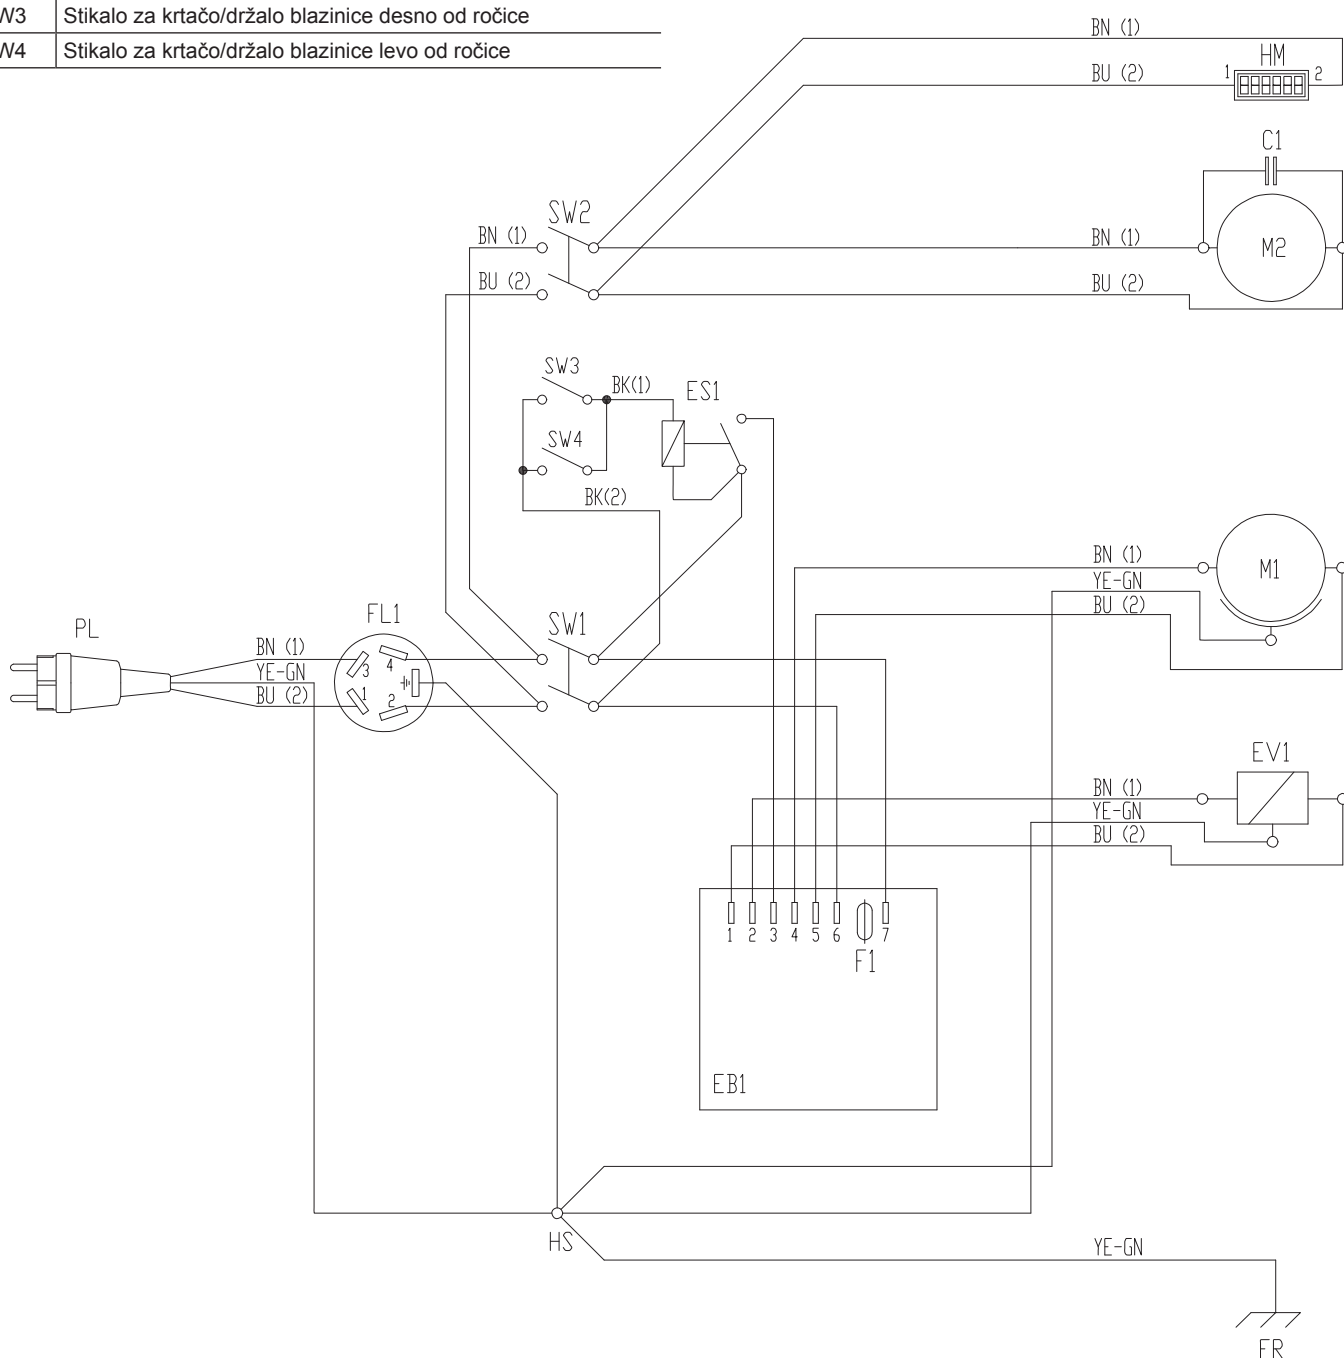 W3 Stikalo za krtačo/držalo blazinice desno od ročice
W4 Stikalo za krtačo/držalo blazinice levo od ročice
BN (1)
HM
BU (2)
1
2
C1
SW2
BN (1)
BN (1)
M2
BU (2)
BU (2)
SW3
BK(1)
ES1
SW4
BK(2)
BN (1)
M1
YE-GN
BU (2)
FL1
SW1
PL
BN (1)
3
4
YE-GN
BU (2)
1
2
EV1
BN (1)
YE-GN
BU (2)
1 2 3 4 5 6 7
F1
EB1
HS
YE-GN
FR